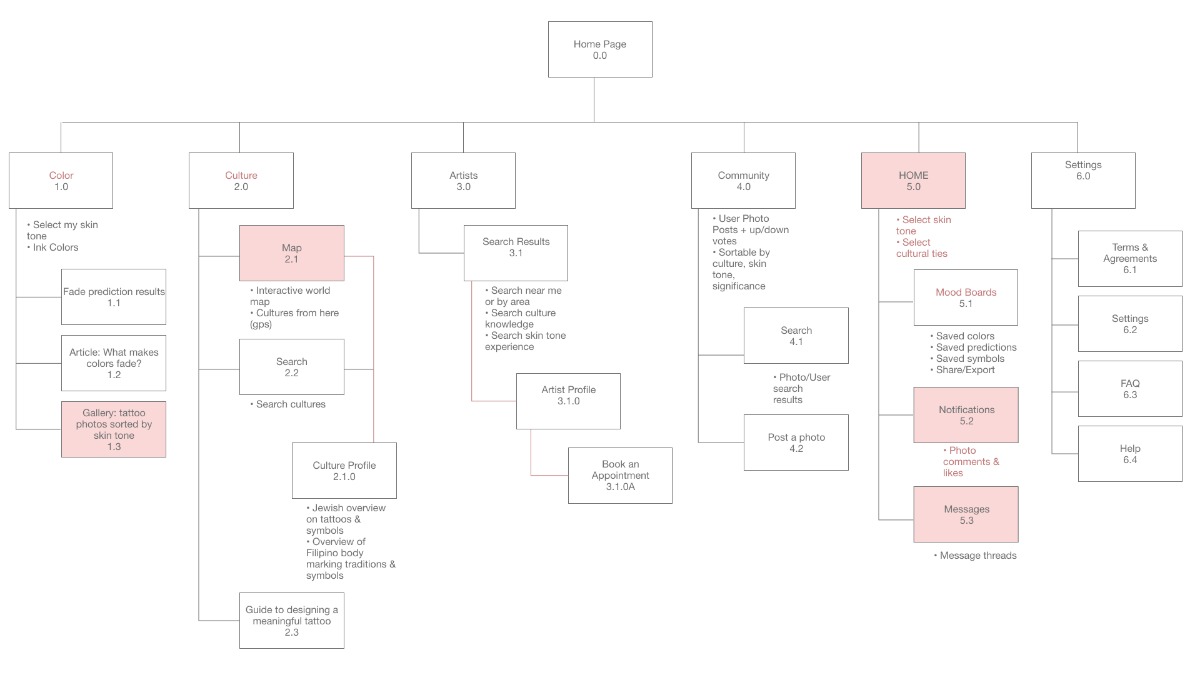 Home Page
0.0
Color
1.0
• Select my skin
tone
• Ink Colors
Fade prediction results
1.1
Article: What makes
colors fade?
1.2
Gallery: tattoo
photos sorted by
skin tone
1.3
Culture
2.0
Map
2.1
• Interactive world
map
• Cultures from here
(gps)
Search
2.2
• Search cultures
Culture Profile
2.1.0
• Jewish overview
on tattoos &
symbols
• Overview of
Filipino body
marking traditions &
symbols
Guide to designing a
meaningful tattoo
2.3
Artists
3.0
Search Results
3.1
• Search near me
or by area
• Search culture
knowledge
• Search skin tone
experience
Artist Profile
3.1.0
Book an
Appointment
3.1.0A
Community
4.0
• User Photo
Posts + up/down
votes
• Sortable by
culture, skin
tone,
significance
Search
4.1
• Photo/User
search
results
Post a photo
4.2
HOME
5.0
• Select skin
tone
• Select
cultural ties
Mood Boards
5.1
• Saved colors
• Saved predictions
• Saved symbols
• Share/Export
Notifications
5.2
• Photo
comments &
likes
Messages
5.3
• Message threads
Settings
6.0
Terms &
Agreements
6.1
Settings
6.2
FAQ
6.3
Help
6.4